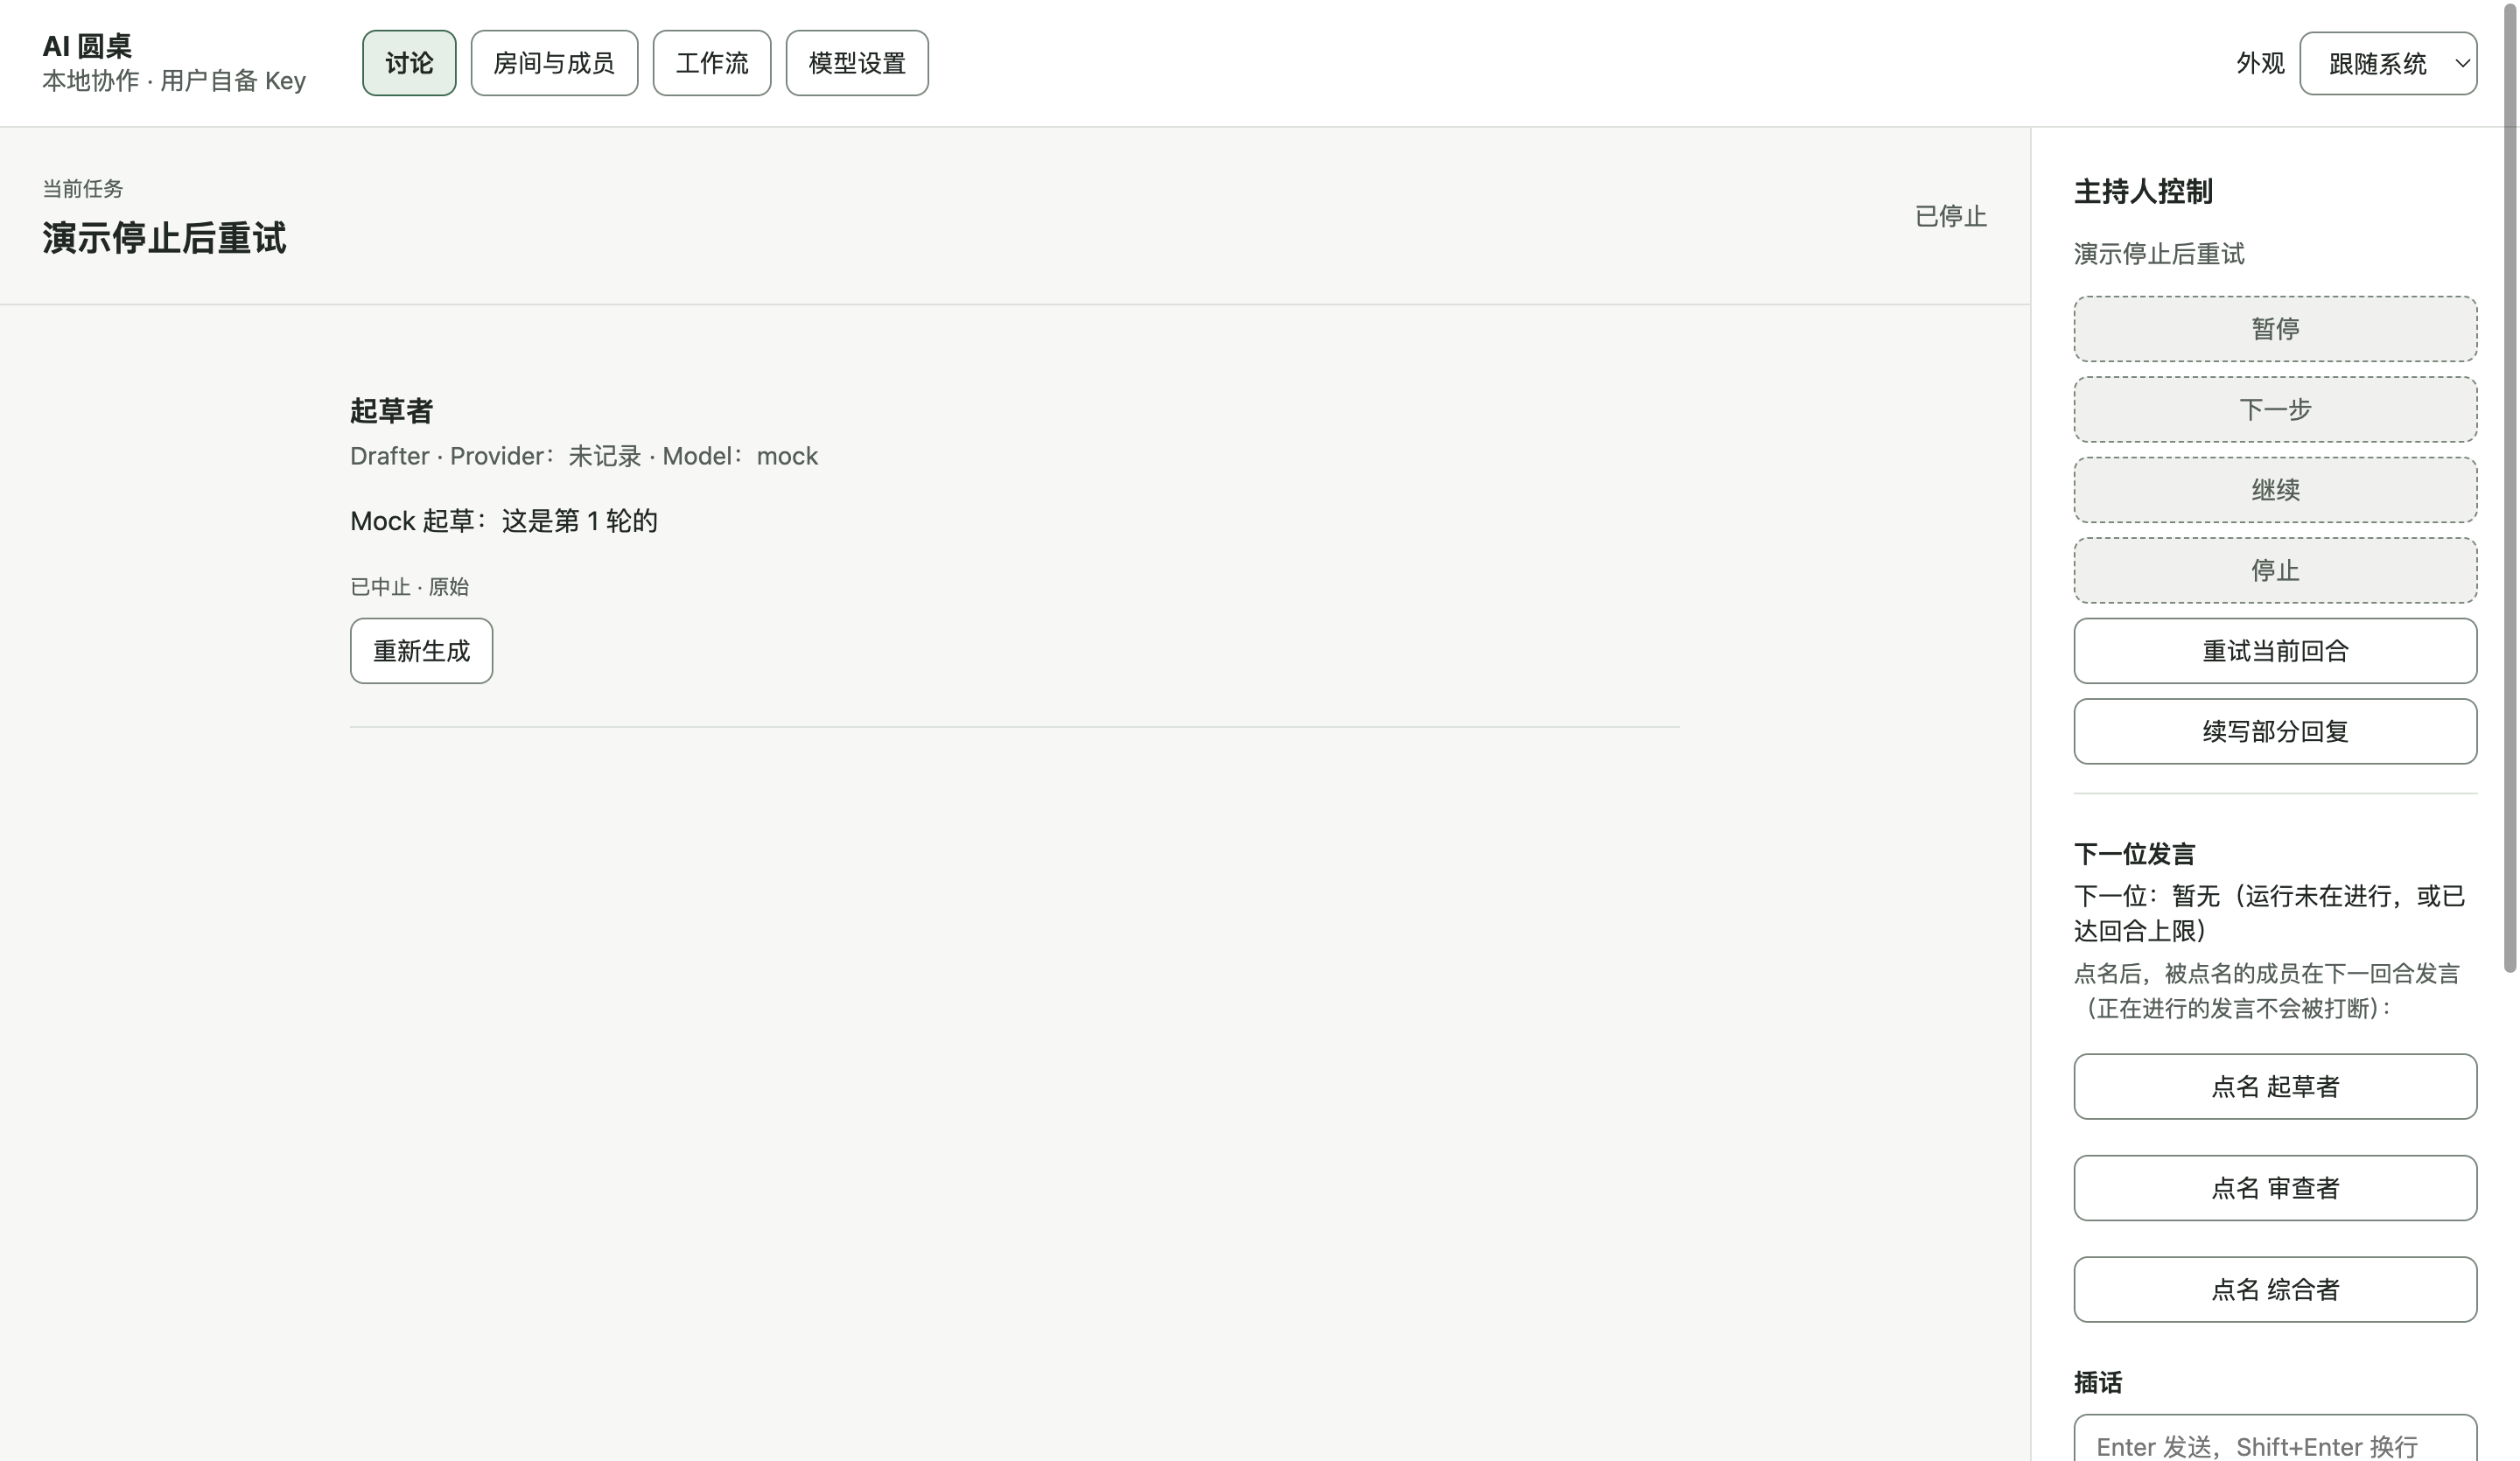 AI 圆桌
本地协作 · 用户自备 Key
讨论
房间与成员
工作流
模型设置
外观
跟随系统
当前任务
演示停止后重试
已停止
起草者
Drafter · Provider：未记录 · Model：mock
Mock 起草：这是第 1 轮的
已中止 · 原始
重新生成
主持人控制
演示停止后重试
暂停
下一步
继续
停止
重试当前回合
续写部分回复
下一位发言
下一位：暂无（运行未在进行，或已
达回合上限）
点名后，被点名的成员在下一回合发言
（正在进行的发言不会被打断）：
点名 起草者
点名 审查者
点名 综合者
插话
Enter 发送，Shift+Enter 换行